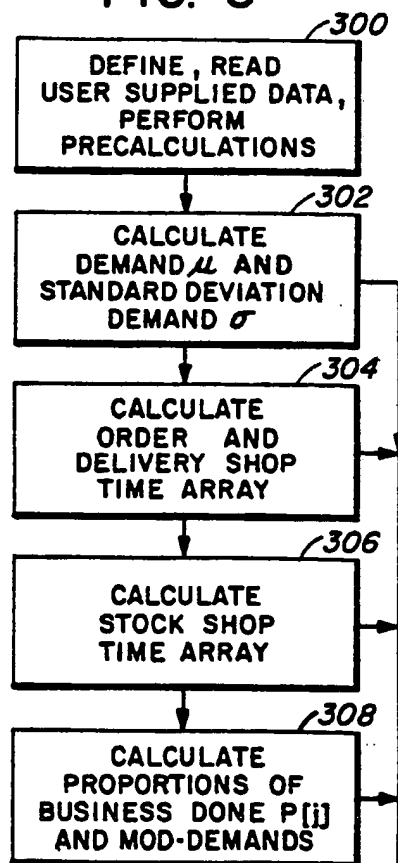 300
DEFINE, READ
USER SUPPLIED DATA,
PERFORM
PRECALCULATIONS
302
CALCULATE
DEMAND μ AND
STANDARD DEVIATION
DEMAND σ
304
CALCULATE
ORDER AND
DELIVERY SHOP
TIME ARRAY
306
CALCULATE
STOCK SHOP
TIME ARRAY
308
CALCULATE
PROPORTIONS OF
BUSINESS DONE P[j]
AND MOD-DEMANDS